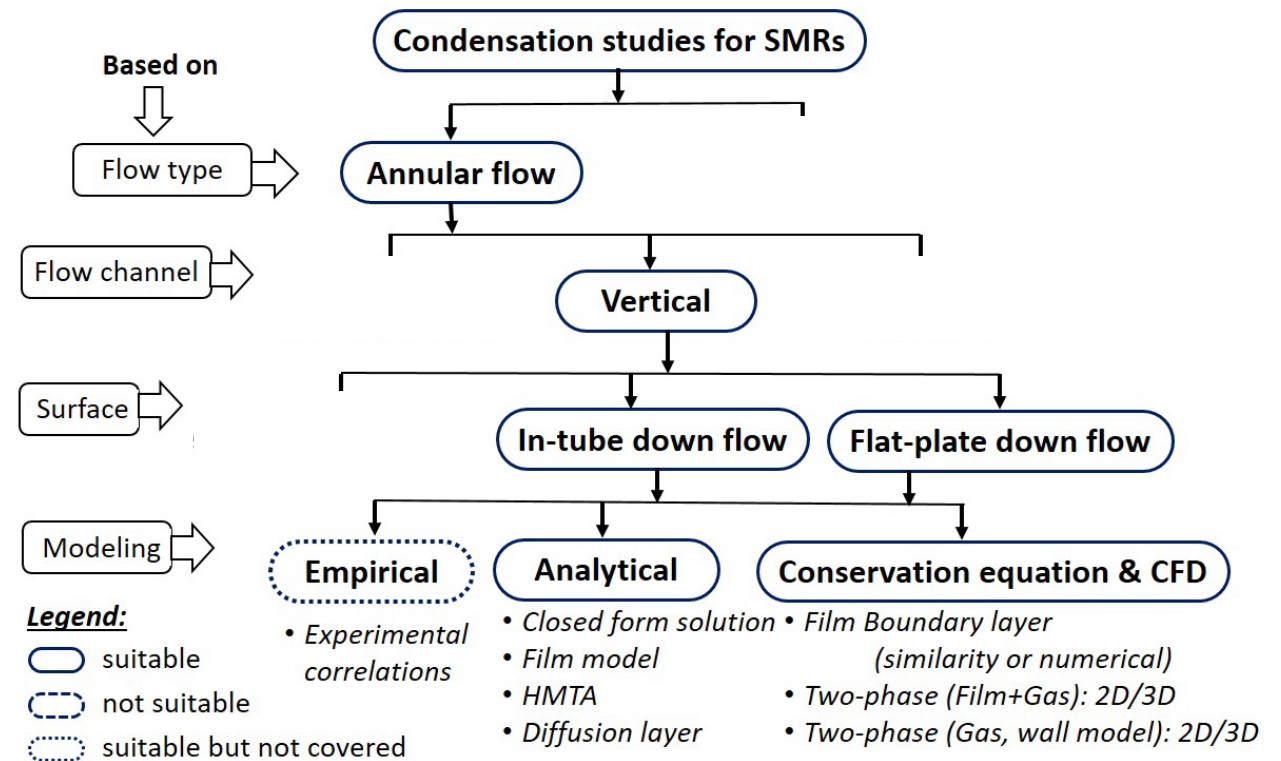 Condensation studies for SMRs
Based on
Flow type
Annular flow
Flow channel
Vertical
Surface
In-tube down flow
Flat-plate down flow
Modeling
Empirical
Analytical
Conservation equation & CFD
• Experimental
correlations
• Closed form solution
• Film model
• HMTA
• Diffusion layer
• Film Boundary layer
(similarity or numerical)
• Two-phase (Film+Gas): 2D/3D
• Two-phase (Gas, wall model): 2D/3D
Legend:
suitable
not suitable
suitable but not covered